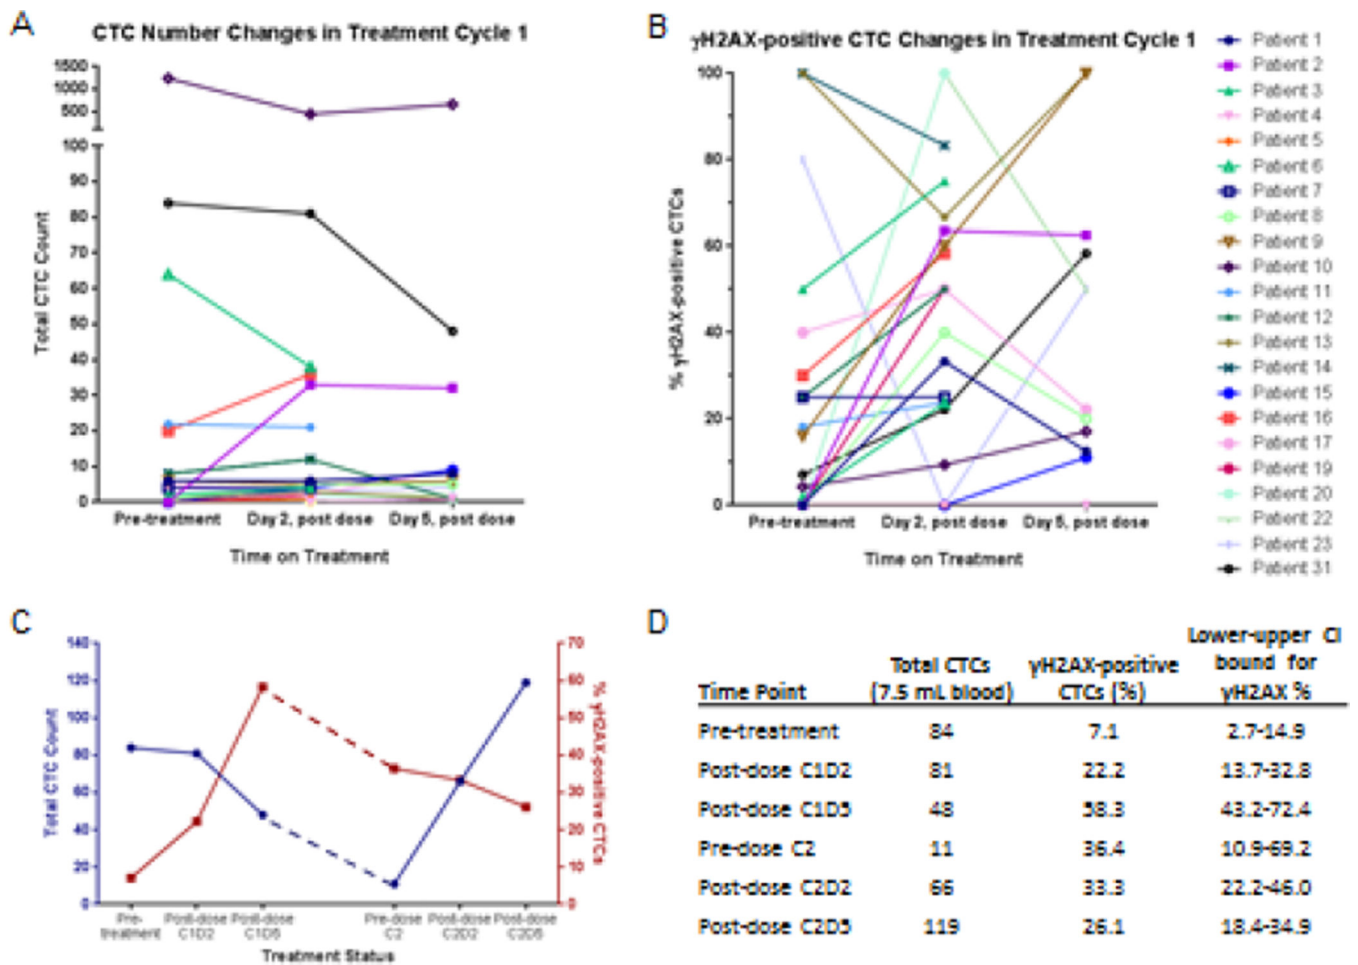 A
CTC Number Changes in Treatment Cycle 1
1500
1000
500
100
90
80
70
60
50
40
30
20
10
0
Total CTC Count
Pre-treatment Day 2, post dose Day 5, post dose
Time on Treatment
B
γH2AX-positive CTC Changes in Treatment Cycle 1
100
80
60
40
20
0
% γH2AX-positive CTCs
Pre-treatment Day 2, post dose Day 5, post dose
Time on Treatment
Patient 1
Patient 2
Patient 3
Patient 4
Patient 5
Patient 6
Patient 7
Patient 8
Patient 9
Patient 10
Patient 11
Patient 12
Patient 13
Patient 14
Patient 15
Patient 16
Patient 17
Patient 19
Patient 20
Patient 22
Patient 23
Patient 31
C
140
120
100
80
60
40
20
0
Total CTC Count
70
60
50
40
30
20
10
0
% γH2AX-positive CTCs
Pre-treatment
Post-dose C1D2
Post-dose C1D5
Pre-dose C2
Post-dose C2D2
Post-dose C2D5
Treatment Status
D
Lower-upper CI
Total CTCs γH2AX-positive bound for
Time Point (7.5 mL blood) CTCs (%) γH2AX %
Pre-treatment 84 7.1 2.7-14.9
Post-dose C1D2 81 22.2 13.7-32.8
Post-dose C1D5 48 58.3 43.2-72.4
Pre-dose C2 11 36.4 10.9-69.2
Post-dose C2D2 66 33.3 22.2-46.0
Post-dose C2D5 119 26.1 18.4-34.9